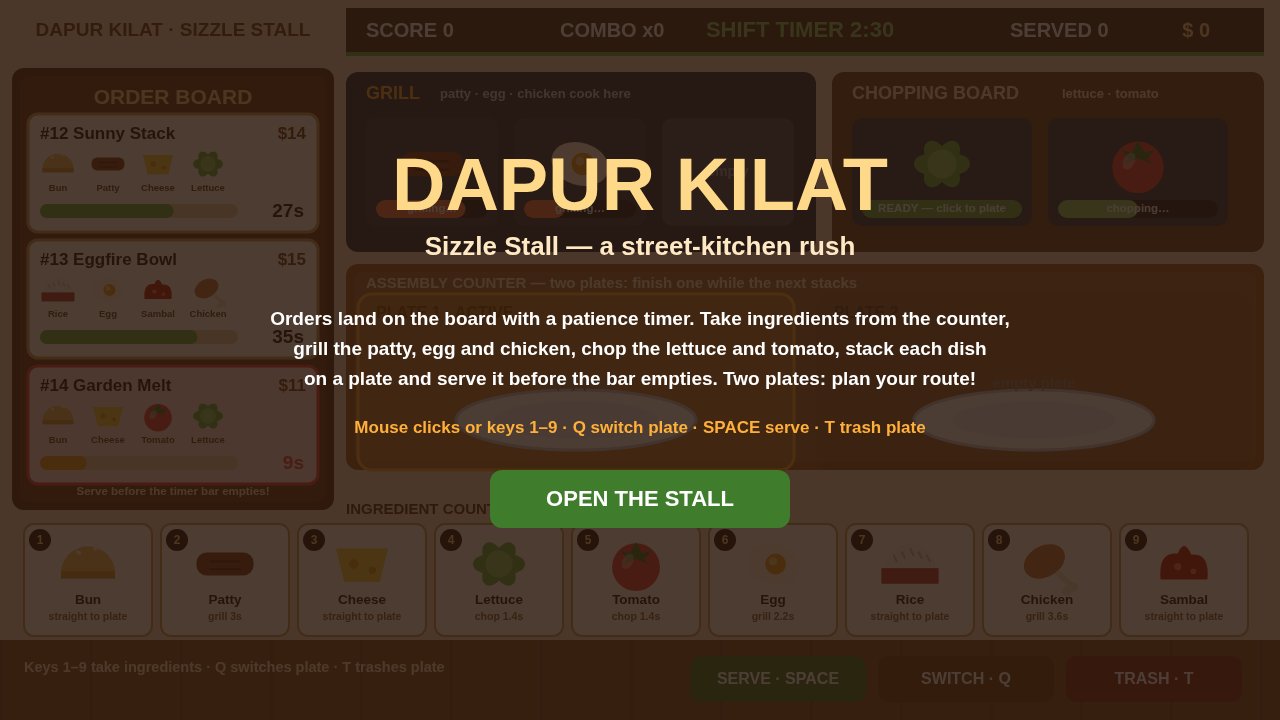 DAPUR KILAT · SIZZLE STALL
SCORE 0
COMBO x0
SHIFT TIMER 2:30
SERVED 0
$ 0
ORDER BOARD
#12 Sunny Stack
$14
Bun
Patty
Cheese
Lettuce
27s
#13 Eggfire Bowl
$15
Rice
Egg
Sambal
Chicken
35s
#14 Garden Melt
$11
Bun
Cheese
Tomato
Lettuce
9s
Serve before the timer bar empties!
GRILL
patty · egg · chicken cook here
grilling…
grilling…
CHOPPING BOARD
lettuce · tomato
READY — click to plate
chopping…
DAPUR KILAT
Sizzle Stall — a street-kitchen rush
ASSEMBLY COUNTER — two plates: finish one while the next stacks
Orders land on the board with a patience timer. Take ingredients from the counter,
grill the patty, egg and chicken, chop the lettuce and tomato, stack each dish
on a plate and serve it before the bar empties. Two plates: plan your route!
empty plate
Mouse clicks or keys 1–9 · Q switch plate · SPACE serve · T trash plate
OPEN THE STALL
INGREDIENT
1
Bun
straight to plate
2
Patty
grill 3s
3
Cheese
straight to plate
4
Lettuce
chop 1.4s
5
Tomato
chop 1.4s
6
Egg
grill 2.2s
7
Rice
straight to plate
8
Chicken
grill 3.6s
9
Sambal
straight to plate
Keys 1–9 take ingredients · Q switches plate · T trashes plate
SERVE · SPACE
SWITCH · Q
TRASH · T